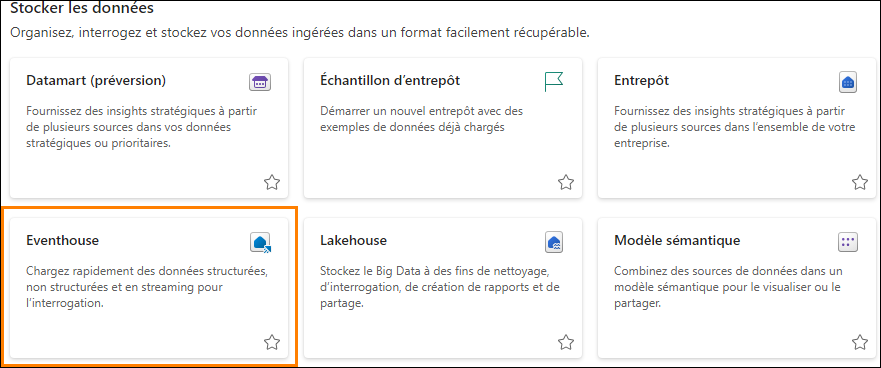 Stocker les données
Organisez, interrogez et stockez vos données ingérées dans un format facilement récupérable.
Datamart (préversion)
Fournissez des insights stratégiques à partir
de plusieurs sources dans vos données
stratégiques ou prioritaires.
Échantillon d'entrepôt
Démarrer un nouvel entrepôt avec des
exemples de données déjà chargés
Entrepôt
Fournissez des insights stratégiques à partir
de plusieurs sources dans l'ensemble de votre
entreprise.
Eventhouse
Chargez rapidement des données structurées,
non structurées et en streaming pour
l'interrogation.
Lakehouse
Stockez le Big Data à des fins de nettoyage,
d'interrogation, de création de rapports et de
partage.
Modèle sémantique
Combinez des sources de données dans un
modèle sémantique pour le visualiser ou le
partager.